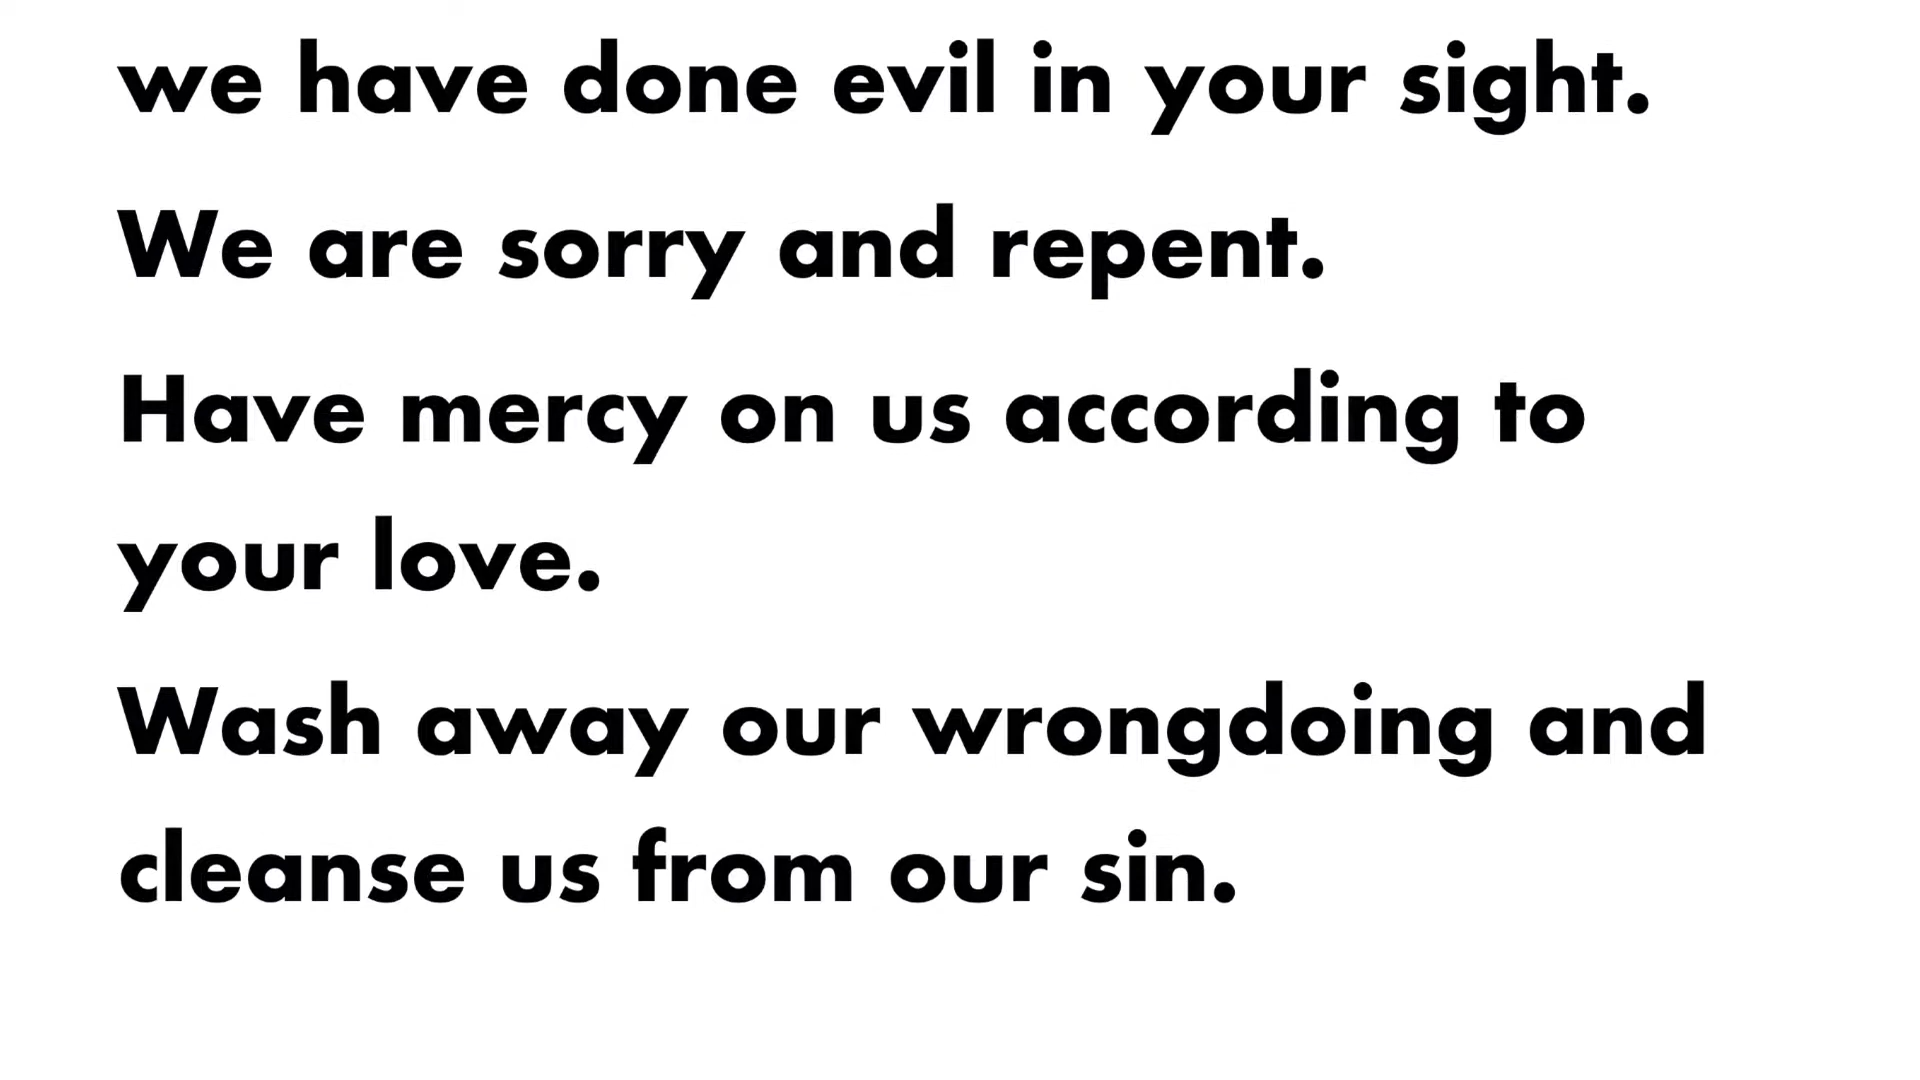 we have done evil in your sight.
We are sorry and repent.
Have mercy on us according to
your love.
Wash away our wrongdoing and
cleanse us from our sin.